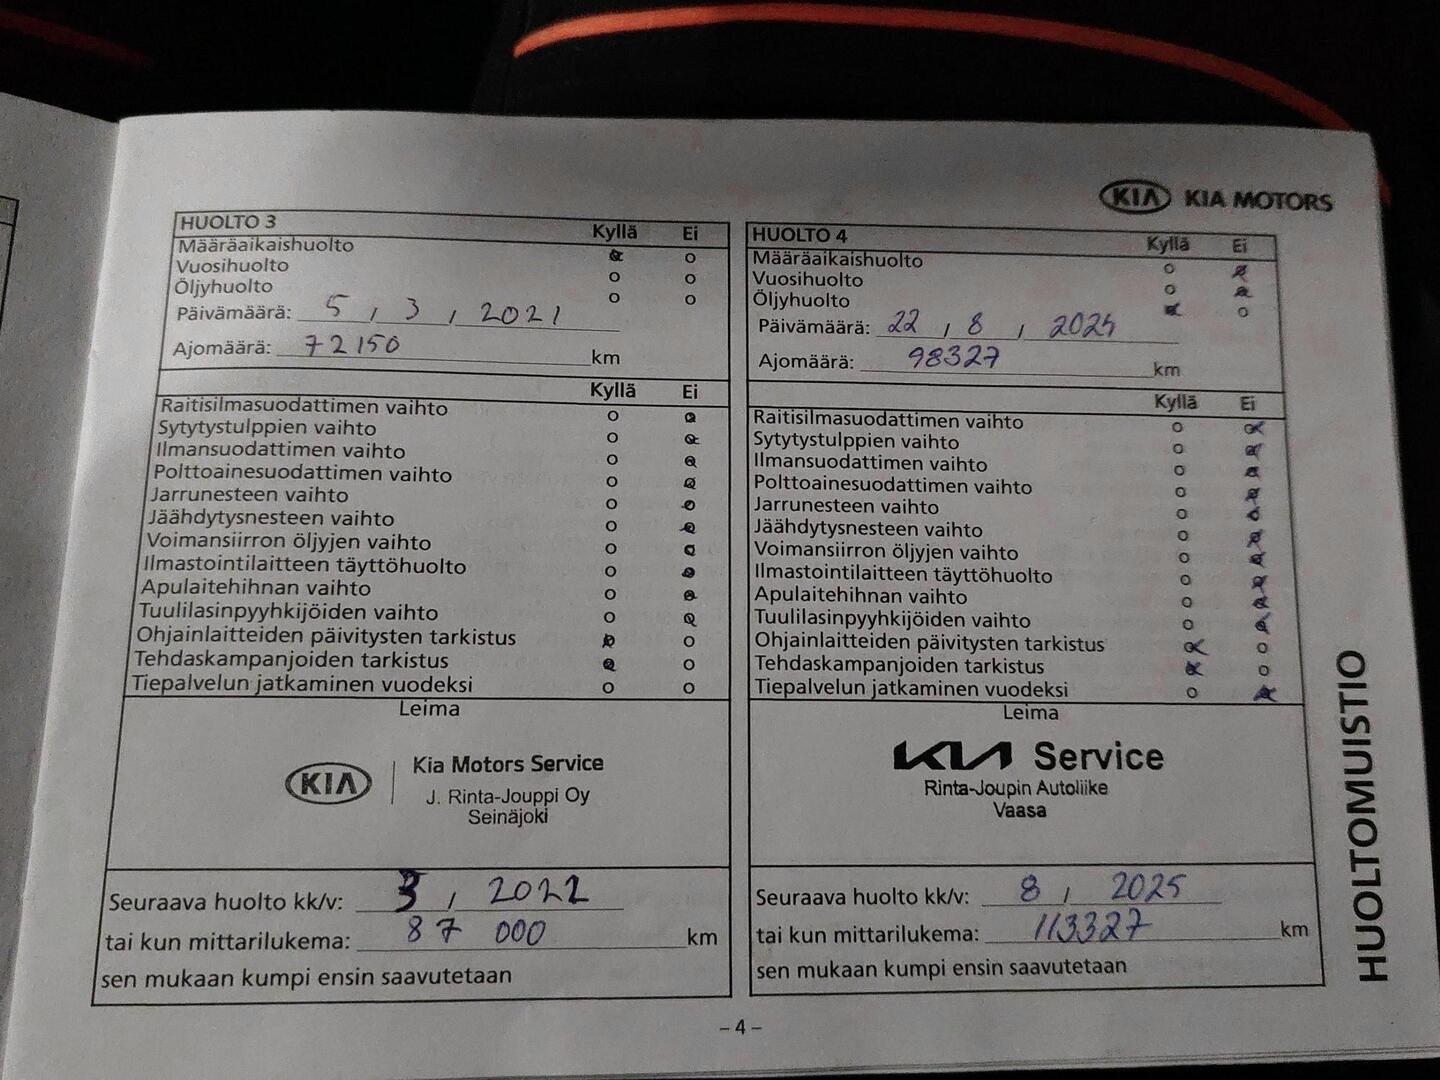 KIA KIA MOTORS
HUOLTO 3
Kyllä Ei
Määräaikaishuolto
Vuosihuolto
Öljyhuolto
Päivämäärä: 5 / 3 / 2021
Ajomäärä: 72150 km
Kyllä Ei
Raitisilmasuodattimen vaihto
Sytytystulppien vaihto
Ilmansuodattimen vaihto
Polttoainesuodattimen vaihto
Jarrunesteen vaihto
Jäähdytysnesteen vaihto
Voimansiirron öljyjen vaihto
Ilmastointilaitteen täyttöhuolto
Apulaitehihnan vaihto
Tuulilasinpyyhkijöiden vaihto
Ohjainlaitteiden päivitysten tarkistus
Tehdaskampanjoiden tarkistus
Tiepalvelun jatkaminen vuodeksi
Leima
KIA Kia Motors Service
J. Rinta-Jouppi Oy
Seinäjoki
Seuraava huolto kk/v: 3 / 2022
tai kun mittarilukema: 87 000 km
sen mukaan kumpi ensin saavutetaan
HUOLTO 4
Kyllä Ei
Määräaikaishuolto
Vuosihuolto
Öljyhuolto
Päivämäärä: 22 / 8 /
Ajomäärä: 98327 km
Kyllä Ei
Raitisilmasuodattimen vaihto
Sytytystulppien vaihto
Ilmansuodattimen vaihto
Polttoainesuodattimen vaihto
Jarrunesteen vaihto
Jäähdytysnesteen vaihto
Voimansiirron öljyjen vaihto
Ilmastointilaitteen täyttöhuolto
Apulaitehihnan vaihto
Tuulilasinpyyhkijöiden vaihto
Ohjainlaitteiden päivitysten tarkistus
Tehdaskampanjoiden tarkistus
Tiepalvelun jatkaminen vuodeksi
Leima
KIA Service
Rinta-Joupin Autoliike
Vaasa
Seuraava huolto kk/v: 8 / 2025
tai kun mittarilukema: 113327 km
sen mukaan kumpi ensin saavutetaan
HUOLTOMUISTIO
– 4 –